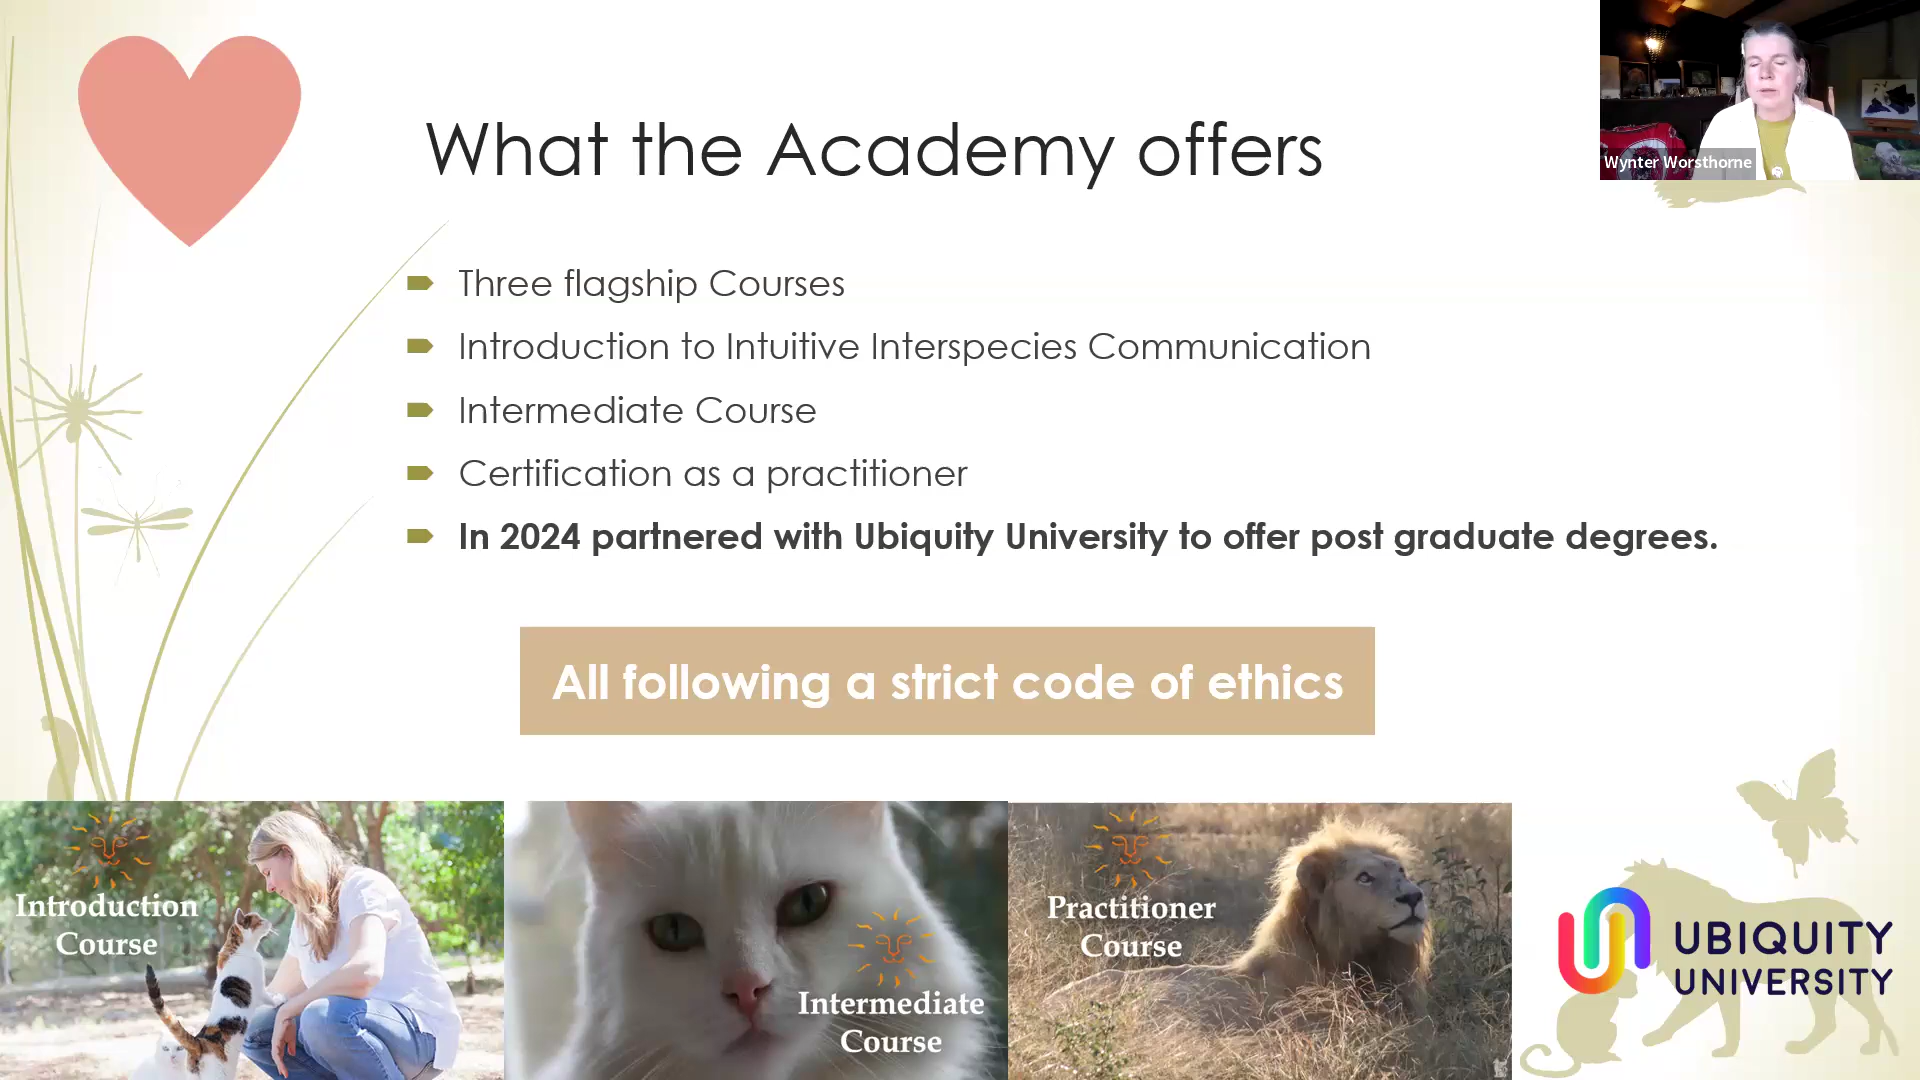 What the Academy offers
Wynter Worsthorne
Three flagship Courses
Introduction to Intuitive Interspecies Communication
Intermediate Course
Certification as a practitioner
In 2024 partnered with Ubiquity University to offer post graduate degrees.
All following a strict code of ethics
Introduction
Course
Intermediate
Course
Practitioner
Course
UBIQUITY
UNIVERSITY